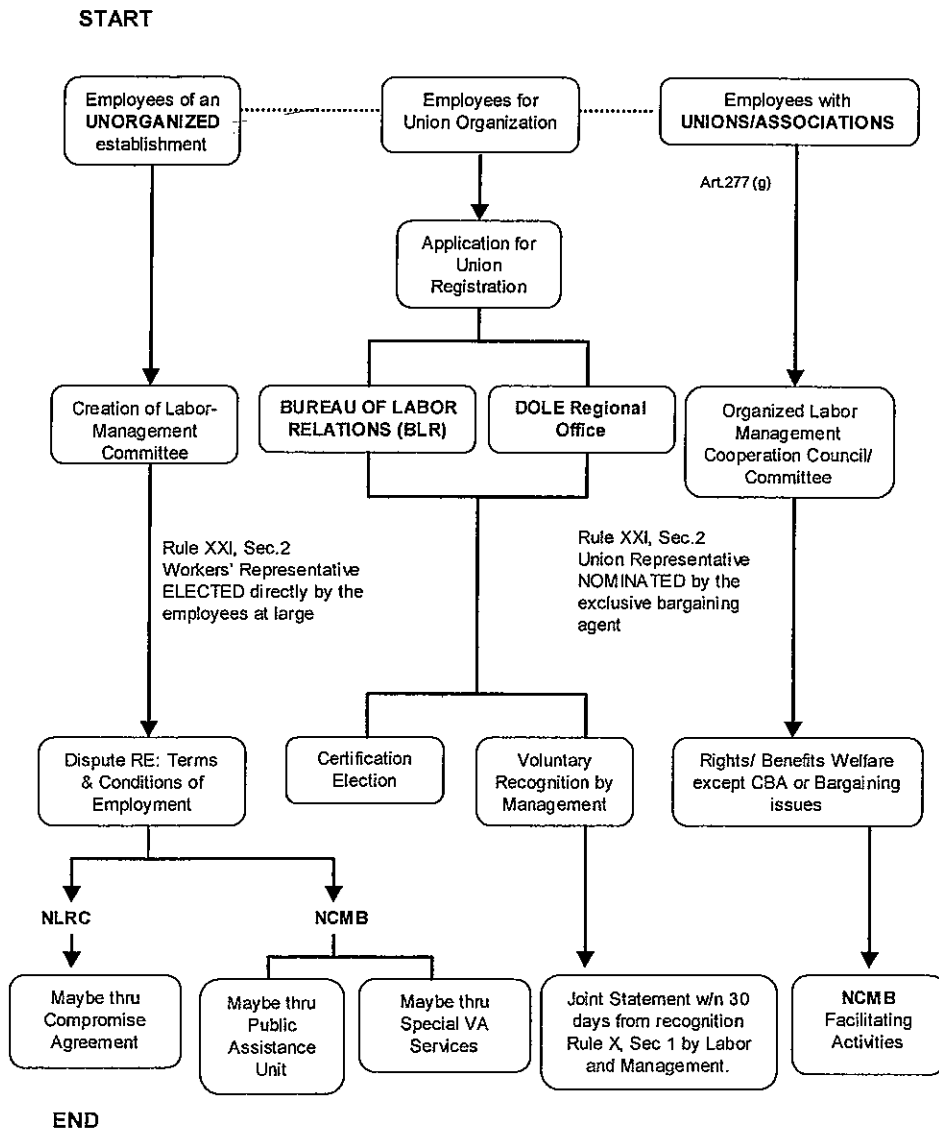 START
Employees of an
UNORGANIZED
establishment
Employees for
Union Organization
Employees with
UNIONS/ASSOCIATIONS
Art.277 (g)
Application for
Union
Registration
Creation of Labor-
Management
Committee
BUREAU OF LABOR
RELATIONS (BLR)
DOLE Regional
Office
Organized Labor
Management
Cooperation Council/
Committee
Rule XXI, Sec.2
Workers' Representative
ELECTED directly by the
employees at large
Rule XXI, Sec.2
Union Representative
NOMINATED by the
exclusive bargaining
agent
Dispute RE: Terms
& Conditions of
Employment
Certification
Election
Voluntary
Recognition by
Management
Rights/ Benefits Welfare
except CBA or Bargaining
issues
NLRC
NCMB
Maybe thru
Compromise
Agreement
Maybe thru
Public
Assistance
Unit
Maybe thru
Special VA
Services
Joint Statement w/n 30
days from recognition
Rule X, Sec 1 by Labor
and Management.
NCMB
Facilitating
Activities
END